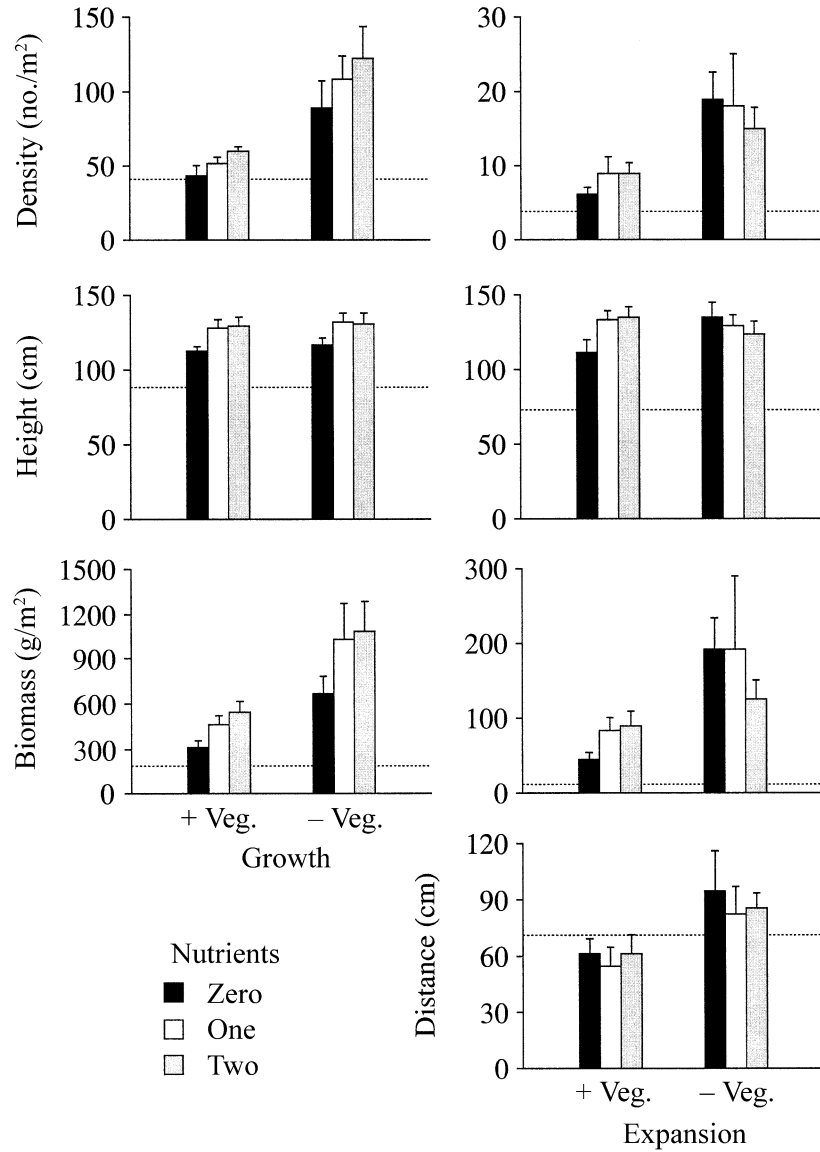 Density (no./m²)
150
100
50
0
30
20
10
0
Height (cm)
150
100
50
0
150
100
50
0
Biomass (g/m²)
1500
1200
900
600
300
0
+ Veg.
– Veg.
Growth
300
200
100
0
Distance (cm)
120
90
60
30
0
+ Veg.
– Veg.
Expansion
Nutrients
Zero
One
Two